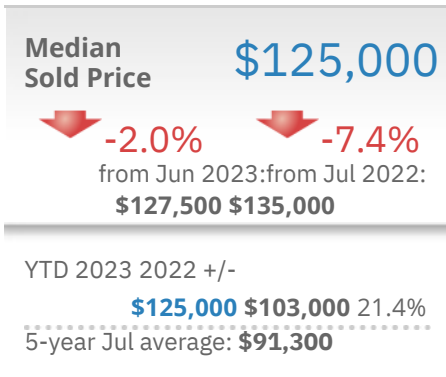 Median
Sold Price
$125,000
-2.0% -7.4%
from Jun 2023:from Jul 2022:
$127,500 $135,000
YTD 2023 2022 +/-
$125,000 $103,000 21.4%
5-year Jul average: $91,300